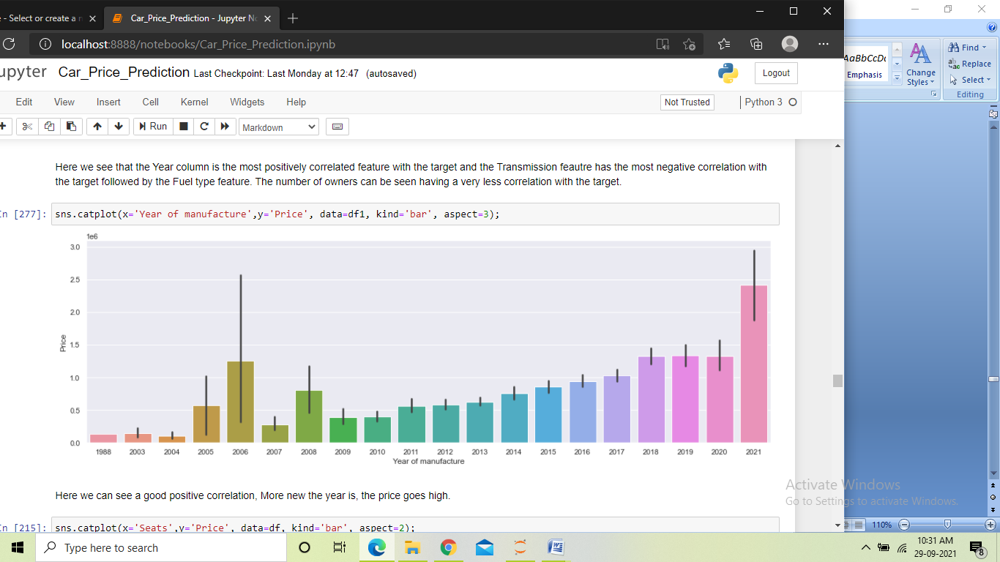 - Select or create a n
Car_Price_Prediction - Jupyter No
localhost:8888/notebooks/Car_Price_Prediction.ipynb
upyter Car_Price_Prediction Last Checkpoint: Last Monday at 12:47 (autosaved)
Logout
Edit View Insert Cell Kernel Widgets Help
Not Trusted
Python 3
Run
Markdown
Here we see that the Year column is the most positively correlated feature with the target and the Transmission feautre has the most negative correlation with
the target followed by the Fuel type feature. The number of owners can be seen having a very less correlation with the target.
In [277]: sns.catplot(x='Year of manufacture',y='Price', data=df1, kind='bar', aspect=3);
1e6
3.0
2.5
2.0
1.5
1.0
0.5
0.0
Price
1988 2003 2004 2005 2006 2007 2008 2009 2010 2011 2012 2013 2014 2015 2016 2017 2018 2019 2020 2021
Year of manufacture
Here we can see a good positive correlation, More new the year is, the price goes high.
In [215]: sns.catplot(x='Seats',y='Price', data=df, kind='bar', aspect=2);
AaBbCcDc
Emphasis
Change
Styles
Find
Replace
Select
Editing
Activate Windows
Go to Settings to activate Windows.
110%
Type here to search
10:31 AM
29-09-2021
8